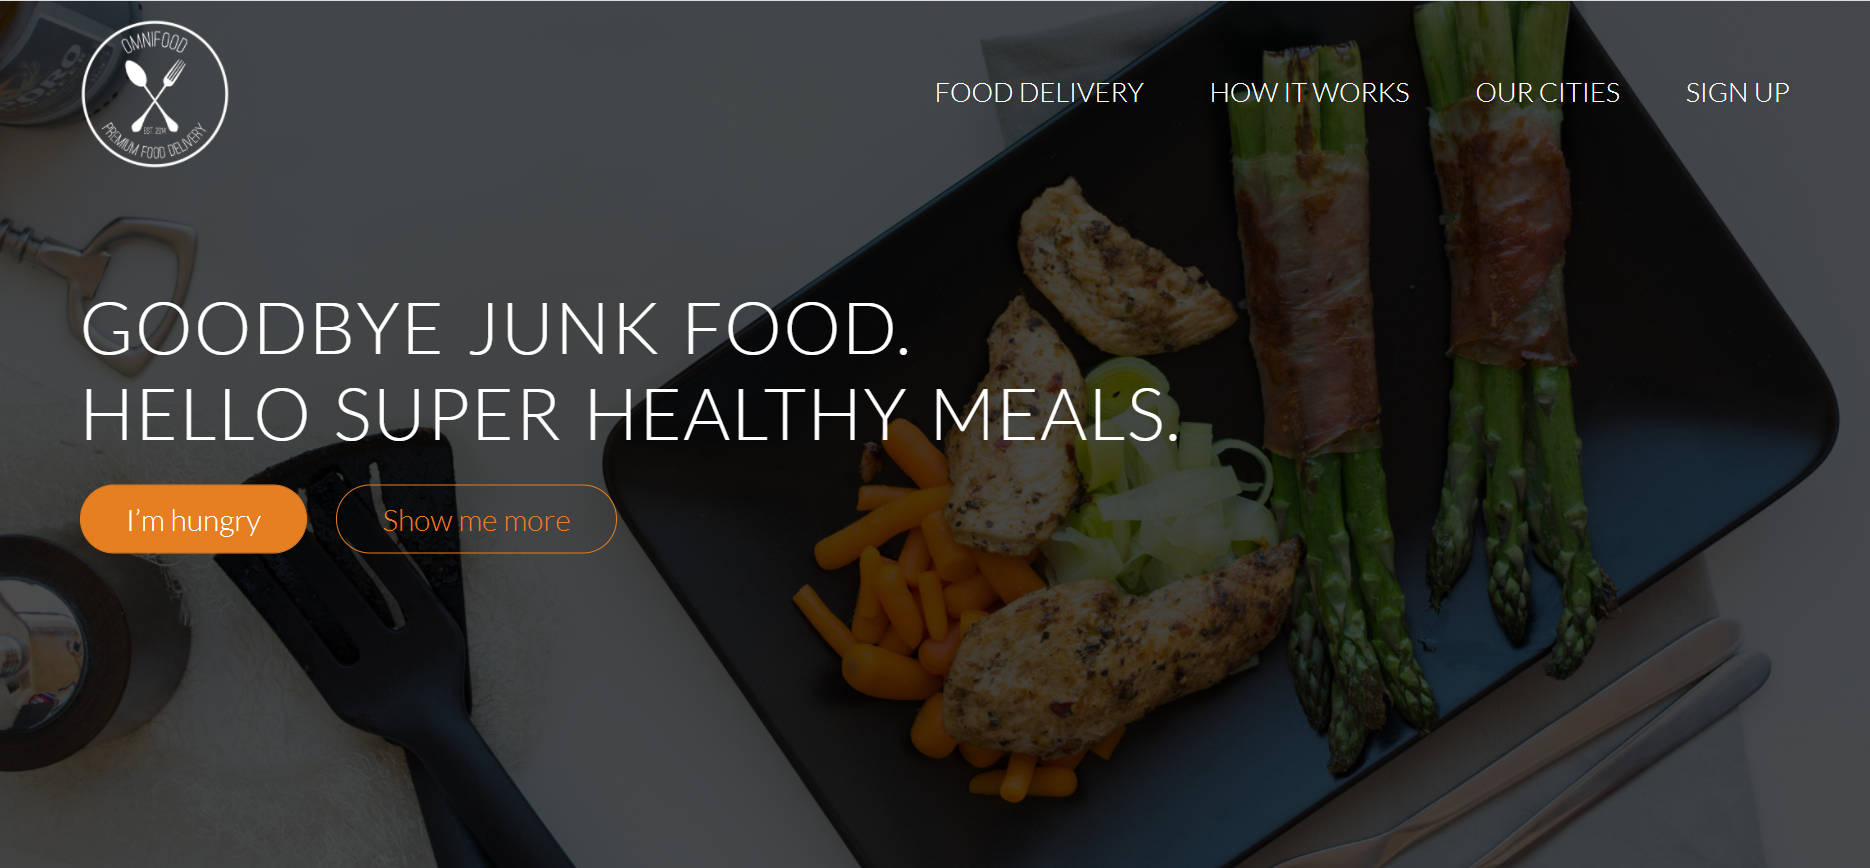 OMNIFOOD
EST. 2014
PREMIUM FOOD DELIVERY
FOOD DELIVERY
HOW IT WORKS
OUR CITIES
SIGN UP
GOODBYE JUNK FOOD.
HELLO SUPER HEALTHY MEALS.
I’m hungry
Show me more